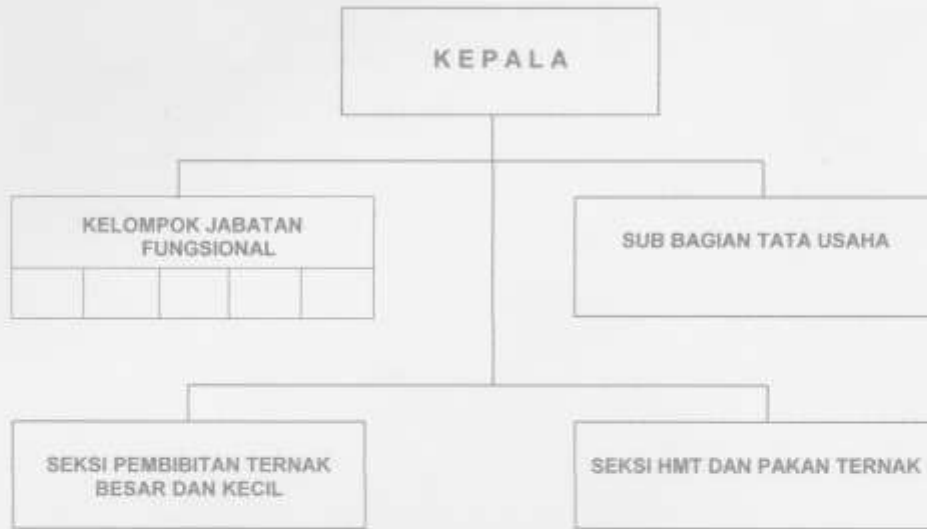 KEPALA
KELOMPOK JABATAN
FUNGSIONAL
SUB BAGIAN TATA USAHA
SEKSI PEMBIBITAN TERNAK
BESAR DAN KECIL
SEKSI HMT DAN PAKAN TERNAK